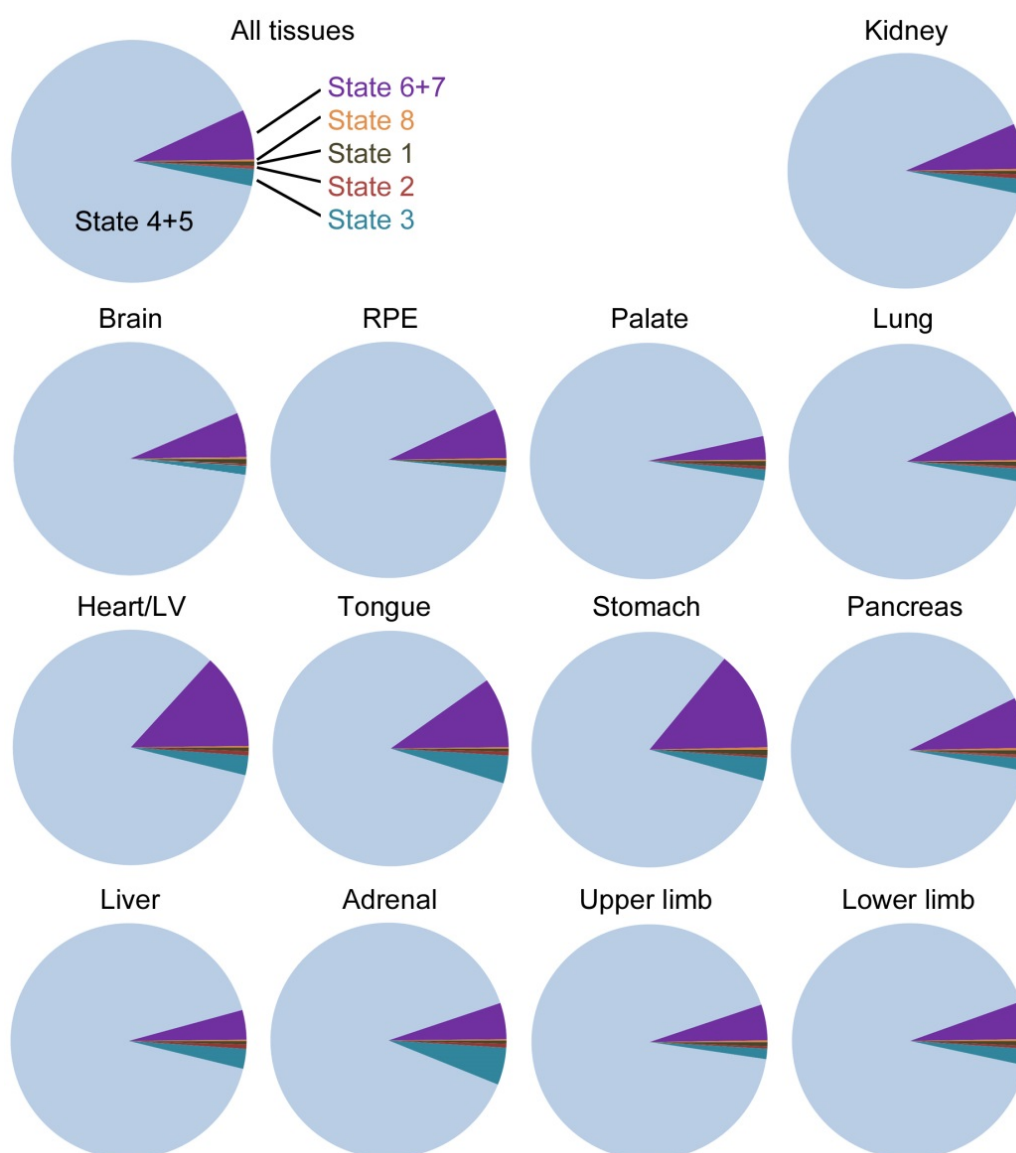 All tissues
Kidney
State 6+7
State 8
State 1
State 2
State 3
State 4+5
Brain
RPE
Palate
Lung
Heart/LV
Tongue
Stomach
Pancreas
Liver
Adrenal
Upper limb
Lower limb